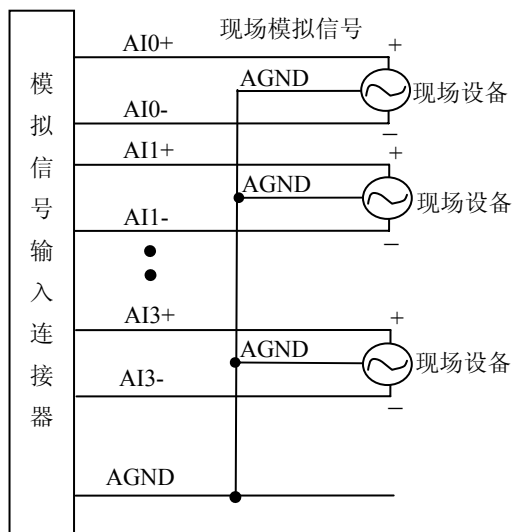 模拟信号输入连接器
AI0+
现场模拟信号
+
AGND
现场设备
AI0-
−
AI1+
+
AGND
现场设备
AI1-
−
AI3+
+
AGND
现场设备
AI3-
−
AGND